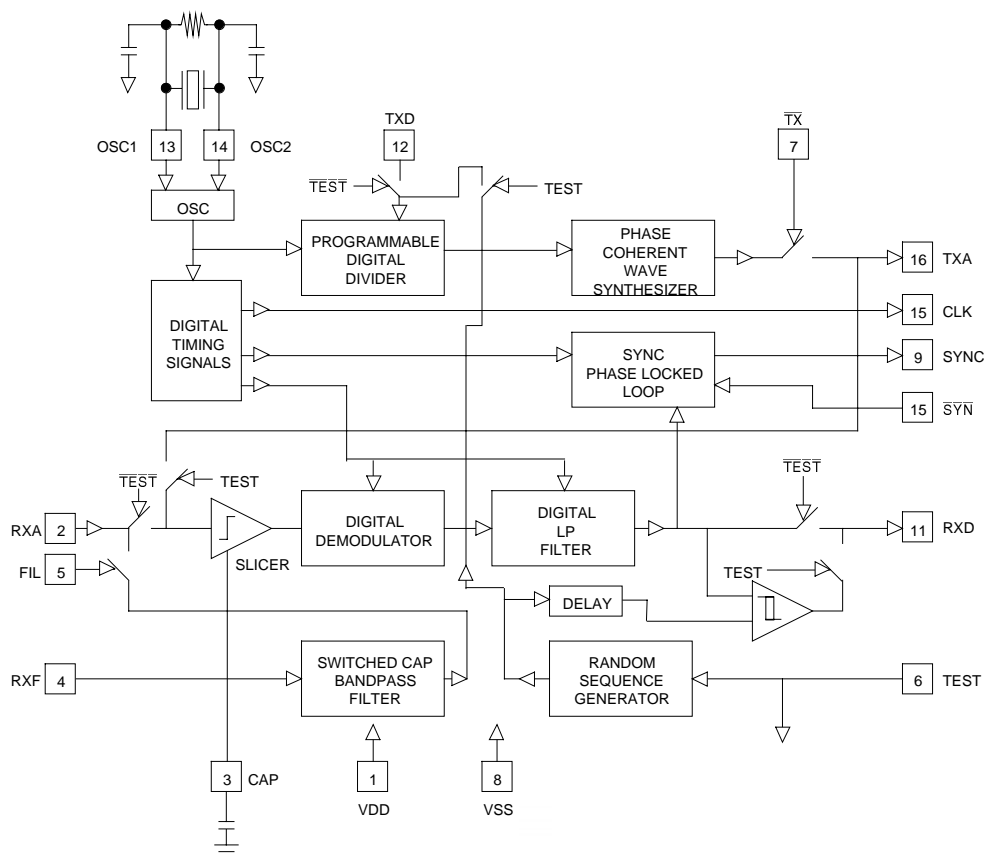 TXD
TX
12
7
OSC1 13 14 OSC2
TEST
TEST
OSC
PROGRAMMABLE
DIGITAL
DIVIDER
PHASE
COHERENT
WAVE
SYNTHESIZER
16 TXA
DIGITAL
TIMING
SIGNALS
15 CLK
SYNC
PHASE LOCKED
LOOP
9 SYNC
15 SYN
TEST
TEST
TEST
RXA 2
SLICER
DIGITAL
DEMODULATOR
DIGITAL
LP
FILTER
11 RXD
FIL 5
TEST
DELAY
RXF 4
SWITCHED CAP
BANDPASS
FILTER
RANDOM
SEQUENCE
GENERATOR
6 TEST
3 CAP
1
VDD
8
VSS